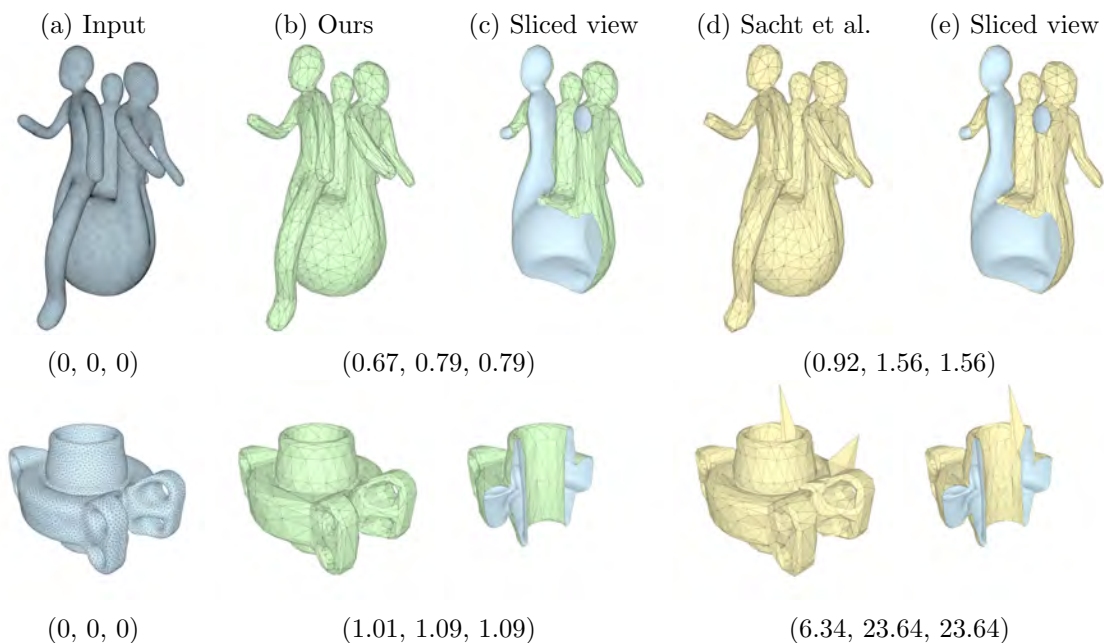 (a) Input (b) Ours (c) Sliced view (d) Sacht et al. (e) Sliced view
(0, 0, 0) (0.67, 0.79, 0.79) (0.92, 1.56, 1.56)
(0, 0, 0) (1.01, 1.09, 1.09) (6.34, 23.64, 23.64)